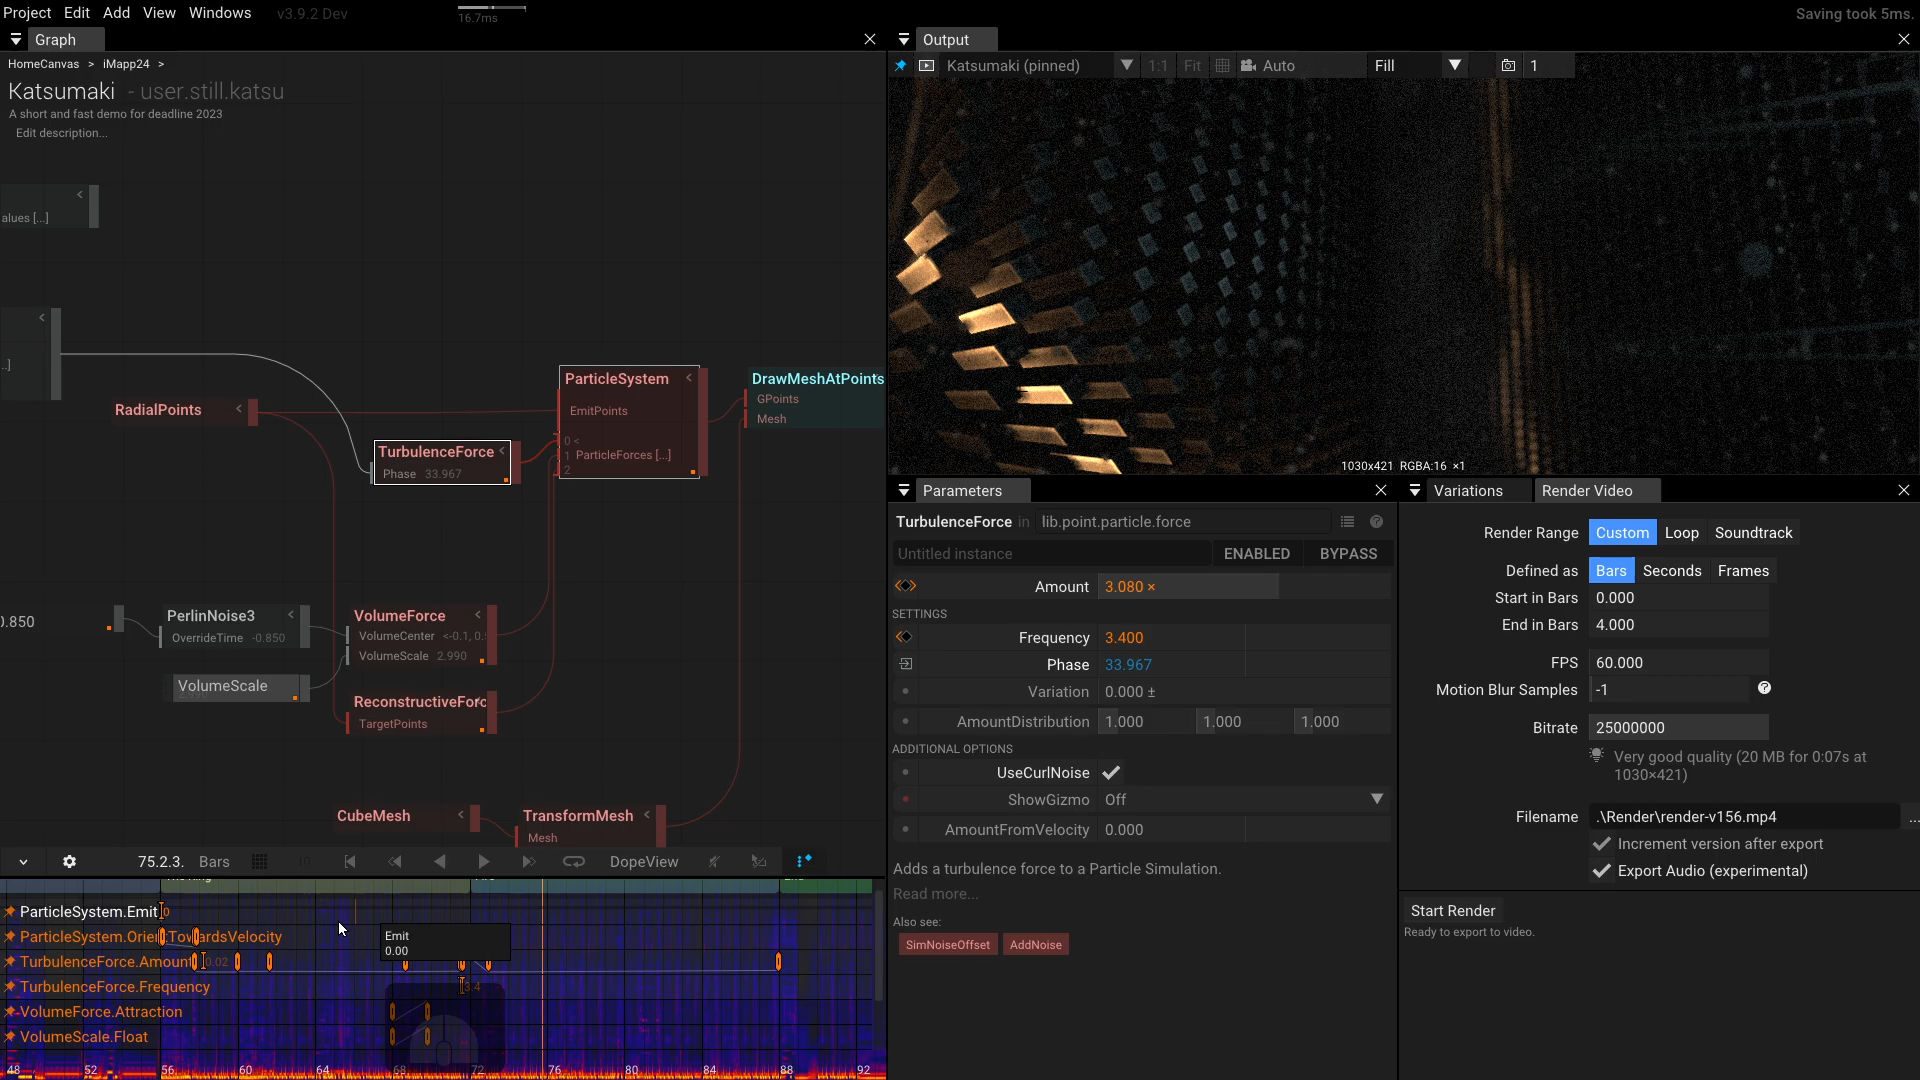 Project Edit Add View Windows v3.9.2 Dev 16.7ms Saving took 5ms.
Graph
HomeCanvas > iMapp24 >
Katsumaki - user.still.katsu
A short and fast demo for deadline 2023
Edit description...
alues [...]
..]
RadialPoints
TurbulenceForce
Phase 33.967
ParticleSystem
EmitPoints
0 <
1 ParticleForces [...]
2
DrawMeshAtPoints
GPoints
Mesh
).850
PerlinNoise3
OverrideTime -0.850
VolumeScale
VolumeForce
VolumeCenter <-0.1, 0.
VolumeScale 2.990
ReconstructiveForc
TargetPoints
CubeMesh
TransformMesh
Mesh
75.2.3. Bars DopeView
ParticleSystem.Emit 0
ParticleSystem.OrientTowardsVelocity
TurbulenceForce.Amount 0.02
TurbulenceForce.Frequency 3.4
VolumeForce.Attraction
VolumeScale.Float
Emit
0.00
48 52 56 60 64 68 72 76 80 84 88 92
Output
Katsumaki (pinned) 1:1 Fit Auto Fill 1
1030x421 RGBA:16 ×1
Parameters
TurbulenceForce in lib.point.particle.force
Untitled instance ENABLED BYPASS
Amount 3.080 ×
SETTINGS
Frequency 3.400
Phase 33.967
Variation 0.000 ±
AmountDistribution 1.000 1.000 1.000
ADDITIONAL OPTIONS
UseCurlNoise
ShowGizmo Off
AmountFromVelocity 0.000
Adds a turbulence force to a Particle Simulation.
Read more...
Also see:
SimNoiseOffset AddNoise
Variations Render Video
Render Range Custom Loop Soundtrack
Defined as Bars Seconds Frames
Start in Bars 0.000
End in Bars 4.000
FPS 60.000
Motion Blur Samples -1
Bitrate 25000000
Very good quality (20 MB for 0:07s at
1030×421)
Filename .\Render\render-v156.mp4 ...
Increment version after export
Export Audio (experimental)
Start Render
Ready to export to video.